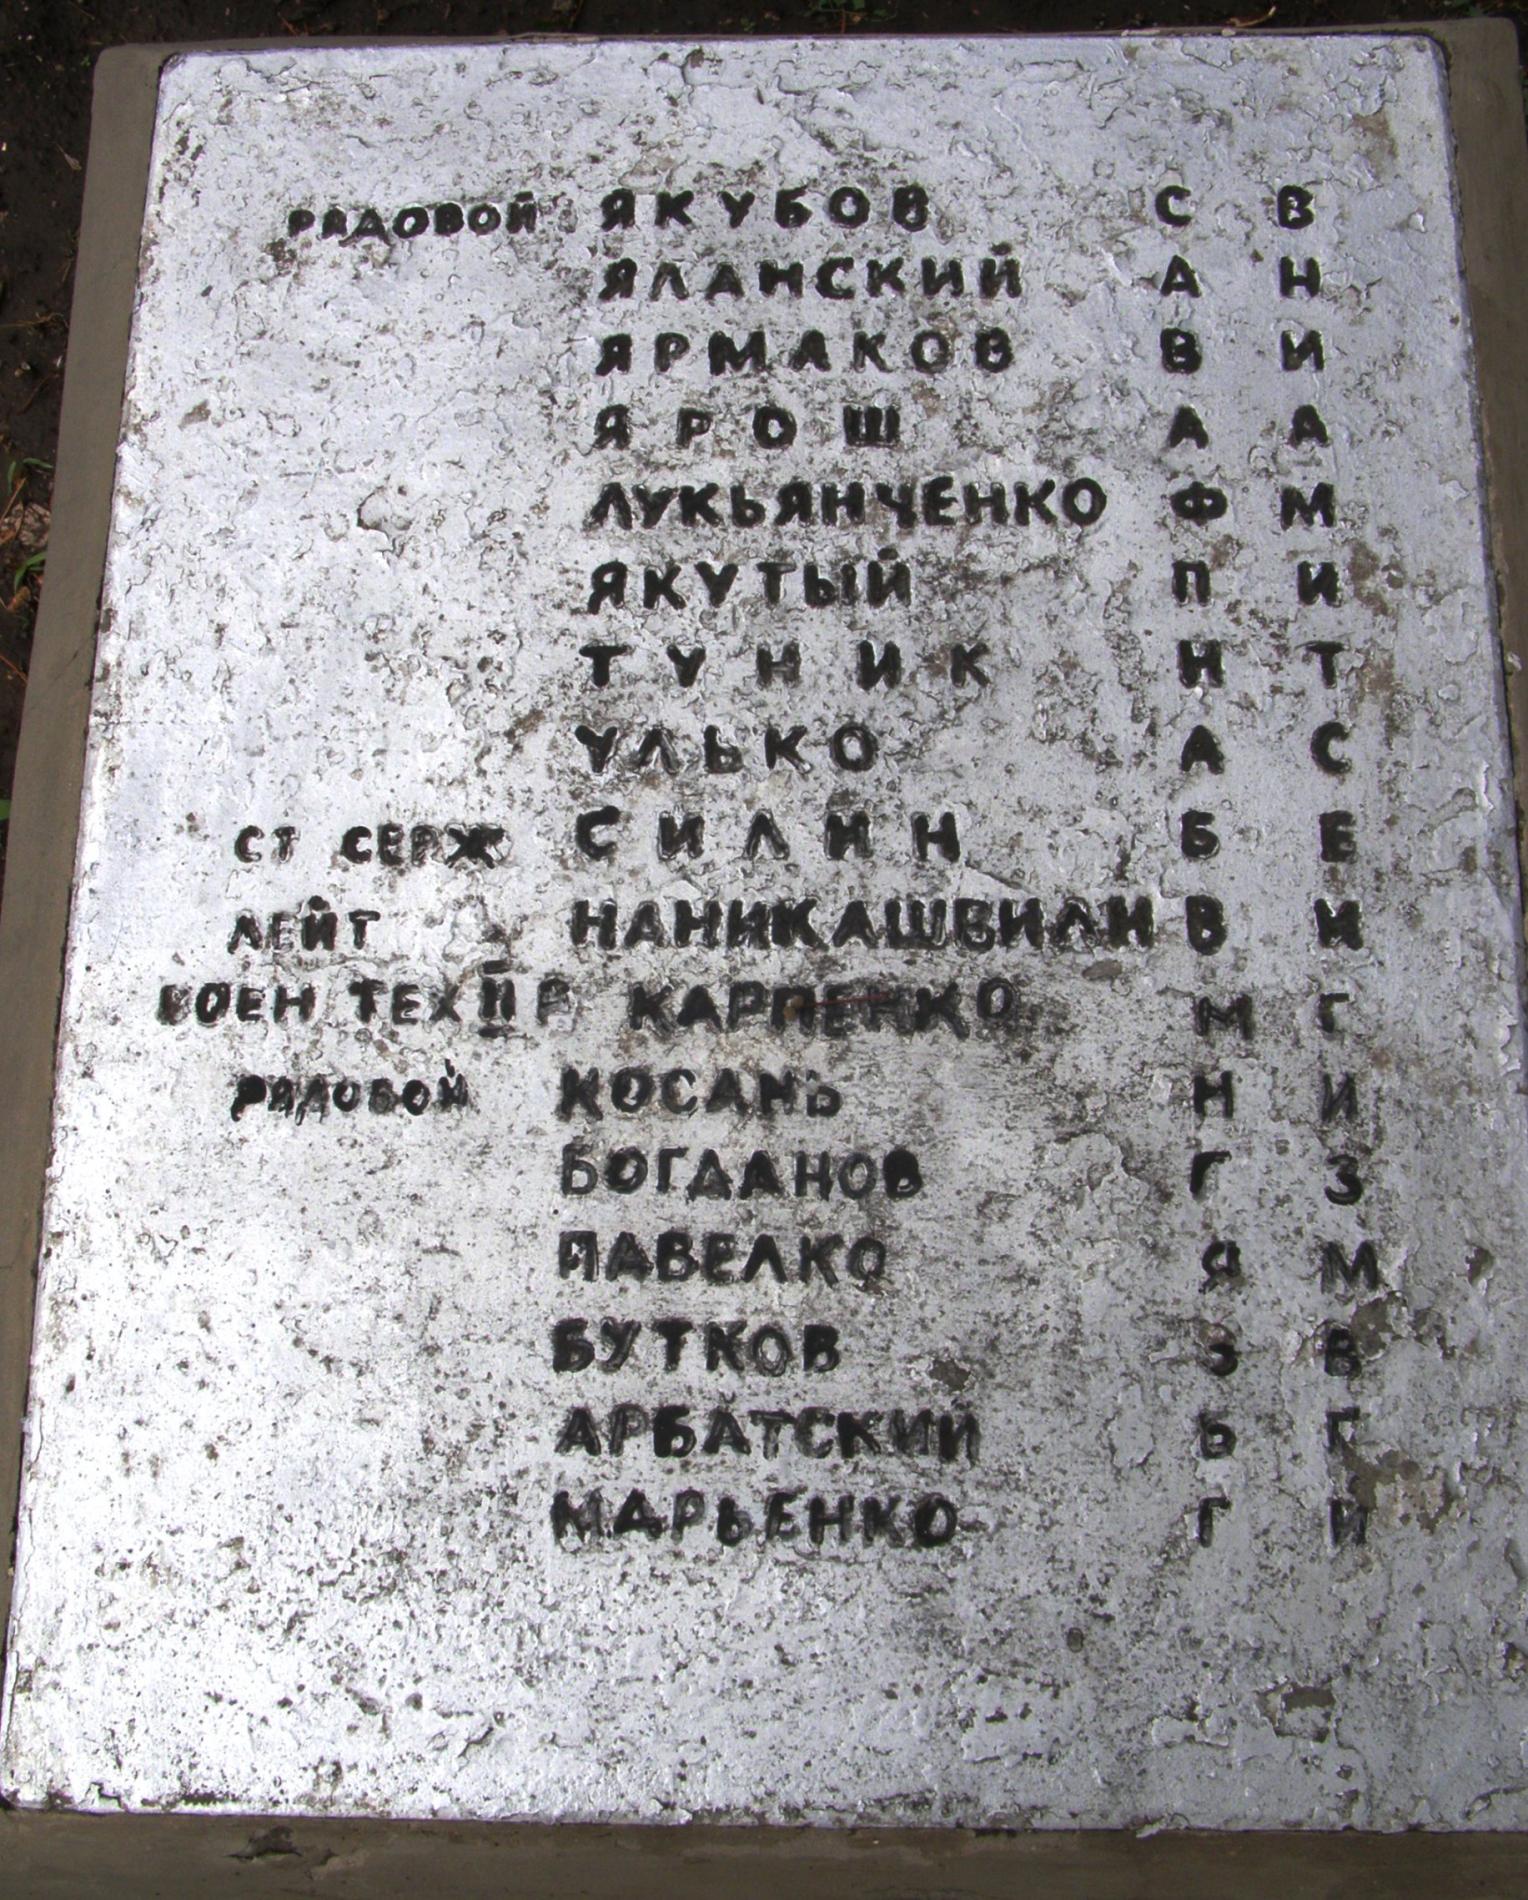 РЯДОВОЙ ЯКУБОВ С В
ЯЛАНСКИЙ А Н
ЯРМАКОВ В И
ЯРОШ А А
ЛУКЬЯНЧЕНКО Ф М
ЯКУТЫЙ П И
ТУНИК Н Т
УЛЬКО А С
СТ СЕРЖ СИЛИН Б Е
ЛЕЙТ НАНИКАШВИЛИ В И
ВОЕН ТЕХ II Р КАРПЕНКО М Г
РЯДОВОЙ КОСАНЬ Н И
БОГДАНОВ Г З
ПАВЕЛКО Я М
БУТКОВ З В
АРБАТСКИЙ Ь Г
МАРЬЕНКО Г И